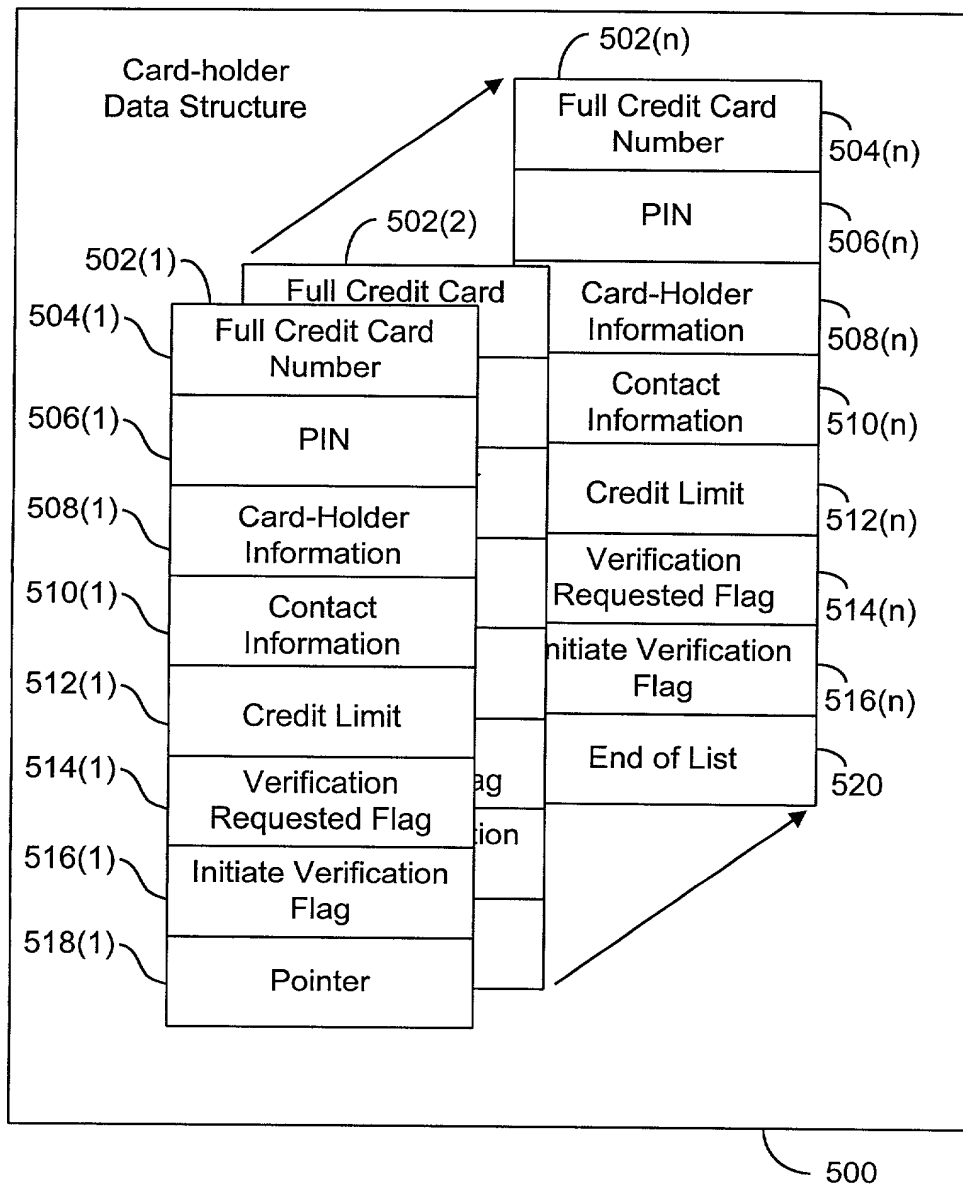 Card-holder
Data Structure
502(n)
Full Credit Card
Number
504(n)
PIN
506(n)
Card-Holder
Information
508(n)
Contact
Information
510(n)
Credit Limit
512(n)
Verification
Requested Flag
514(n)
nitiate Verification
Flag
516(n)
End of List
520
502(2)
Full Credit Card
ag
tion
502(1)
504(1)
Full Credit Card
Number
506(1)
PIN
508(1)
Card-Holder
Information
510(1)
Contact
Information
512(1)
Credit Limit
514(1)
Verification
Requested Flag
516(1)
Initiate Verification
Flag
518(1)
Pointer
500